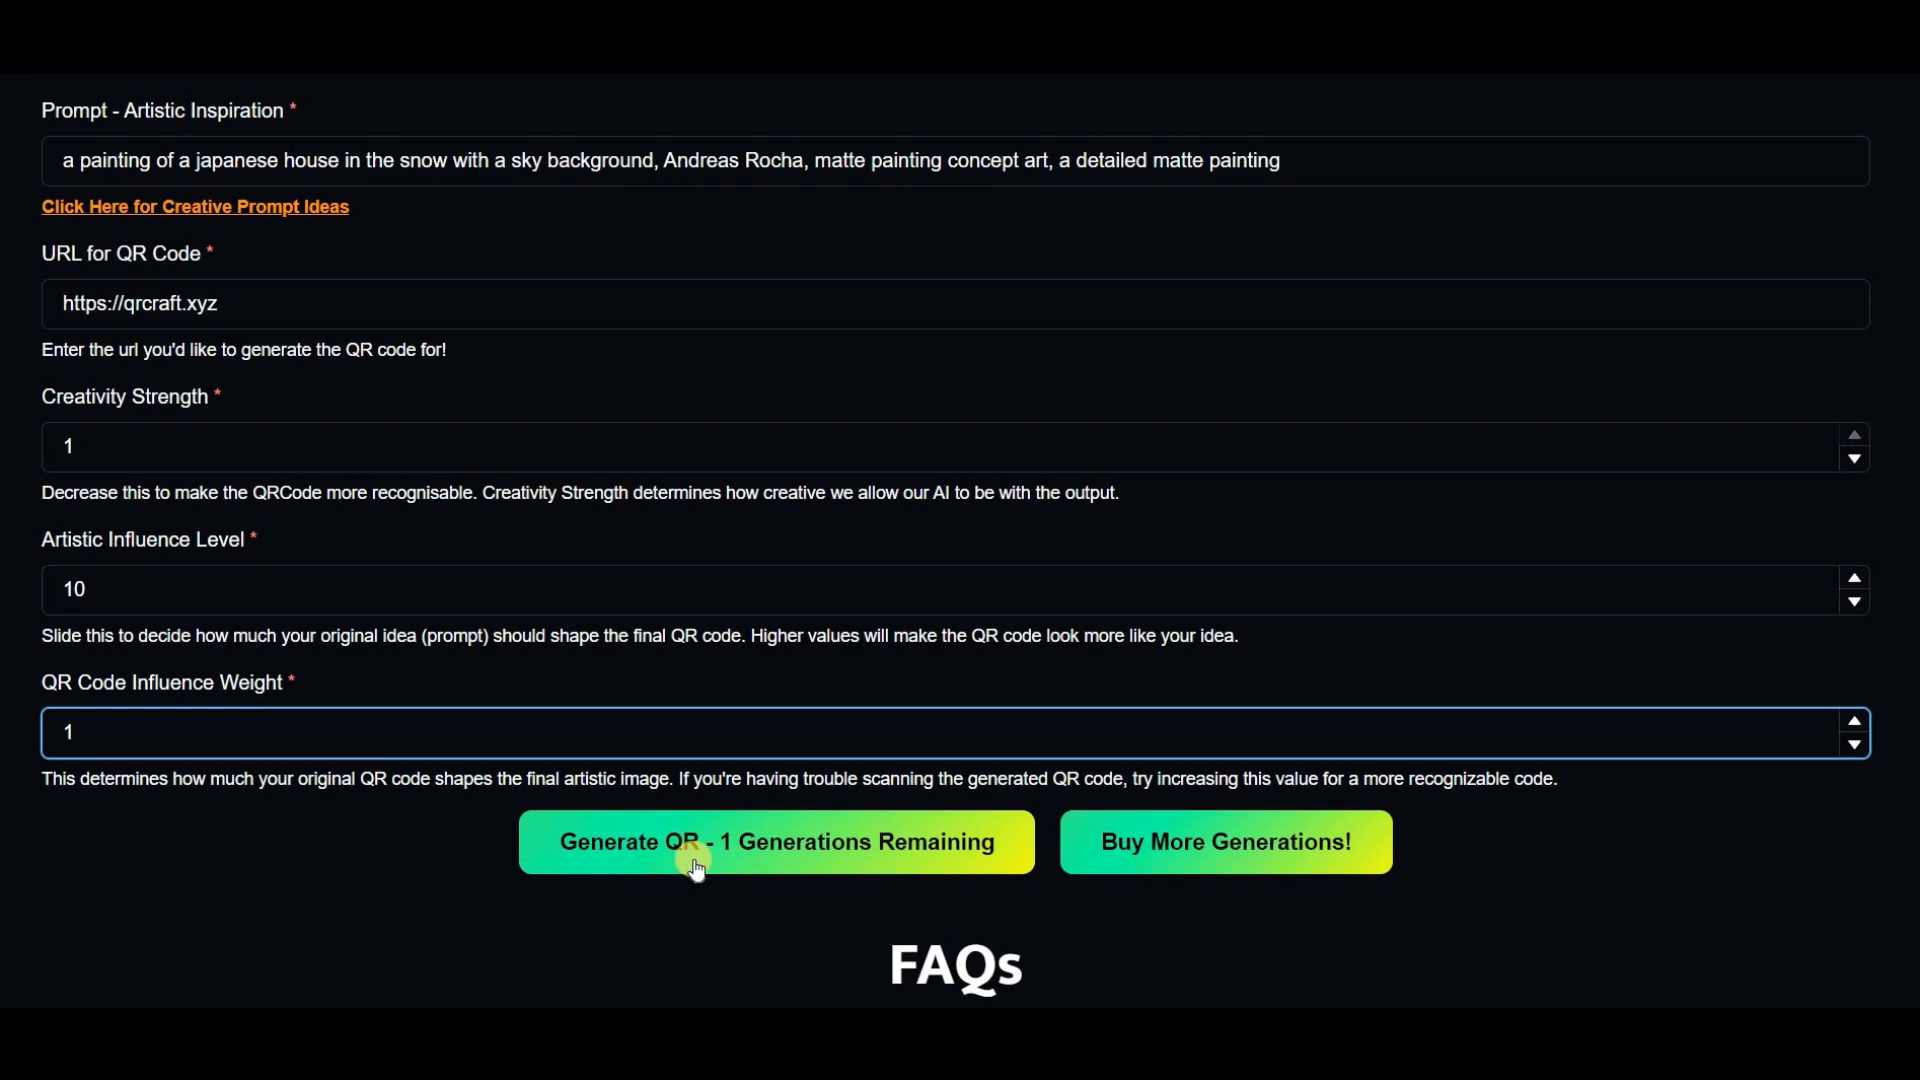 Prompt - Artistic Inspiration *
a painting of a japanese house in the snow with a sky background, Andreas Rocha, matte painting concept art, a detailed matte painting
Click Here for Creative Prompt Ideas
URL for QR Code *
https://qrcraft.xyz
Enter the url you'd like to generate the QR code for!
Creativity Strength *
1
Decrease this to make the QRCode more recognisable. Creativity Strength determines how creative we allow our AI to be with the output.
Artistic Influence Level *
10
Slide this to decide how much your original idea (prompt) should shape the final QR code. Higher values will make the QR code look more like your idea.
QR Code Influence Weight *
1
This determines how much your original QR code shapes the final artistic image. If you're having trouble scanning the generated QR code, try increasing this value for a more recognizable code.
Generate QR - 1 Generations Remaining
Buy More Generations!
FAQs